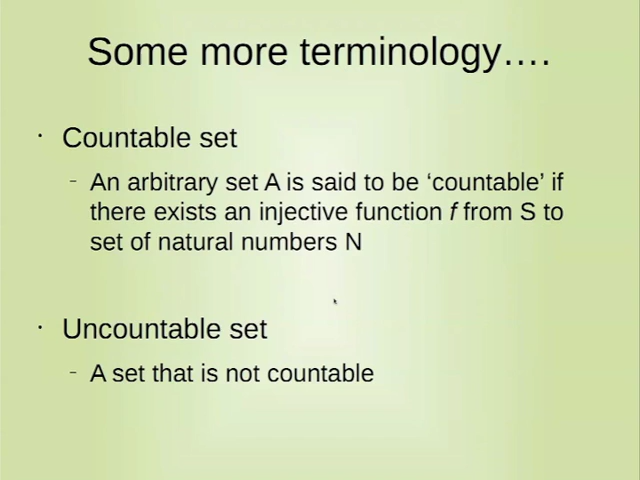 Some more terminology….
· Countable set
- An arbitrary set A is said to be ‘countable’ if
there exists an injective function f from S to
set of natural numbers N
· Uncountable set
- A set that is not countable